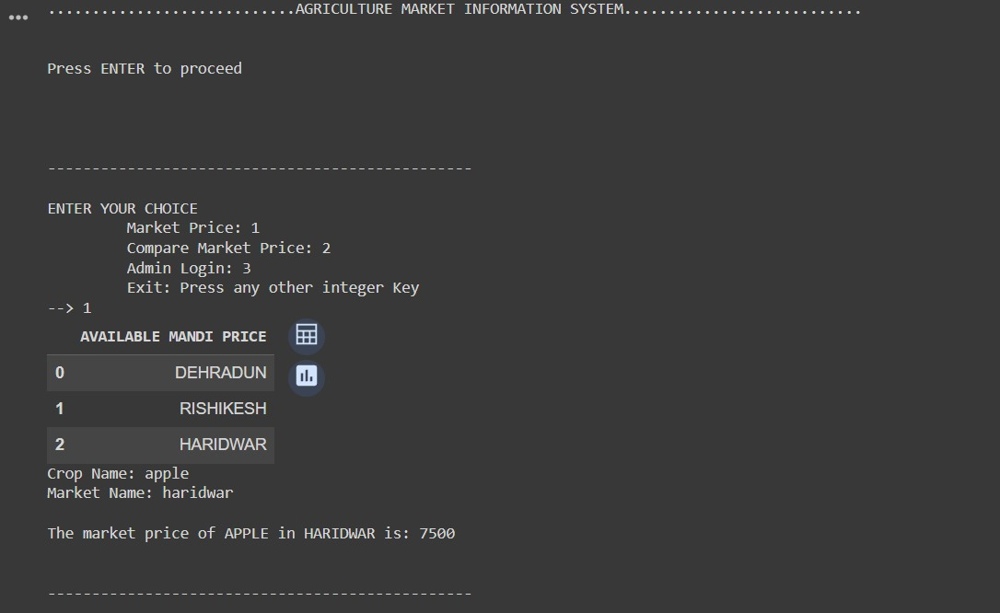 ............................AGRICULTURE MARKET INFORMATION SYSTEM...........................
Press ENTER to proceed
------------------------------------------------
ENTER YOUR CHOICE
Market Price: 1
Compare Market Price: 2
Admin Login: 3
Exit: Press any other integer Key
--> 1
AVAILABLE MANDI PRICE
0 DEHRADUN
1 RISHIKESH
2 HARIDWAR
Crop Name: apple
Market Name: haridwar
The market price of APPLE in HARIDWAR is: 7500
------------------------------------------------